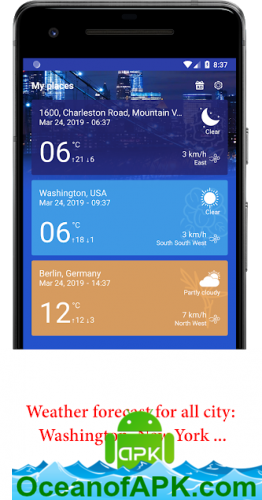 8:37
My places
1600, Charleston Road, Mountain V...
Mar 24, 2019 - 06:37
Clear
06 °C
↑21 ↓6
3 km/h
East
Washington, USA
Mar 24, 2019 - 09:37
Clear
06 °C
↑18 ↓1
3 km/h
South South West
Berlin, Germany
Mar 24, 2019 - 14:37
Partly cloudy
12 °C
↑12 ↓3
7 km/h
North West
Weather forecast for all city:
Washington, New York ...
APK
OceanofAPK.com